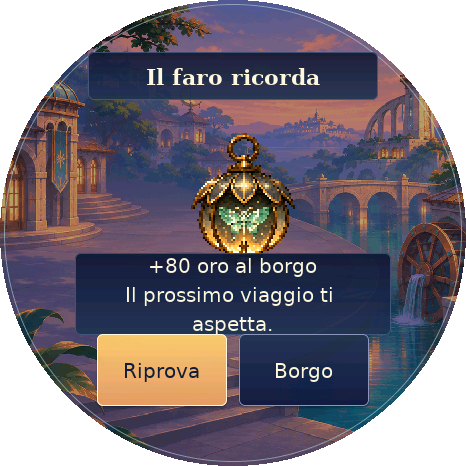 Il faro ricorda
+80 oro al borgo
Il prossimo viaggio ti
aspetta.
Riprova
Borgo